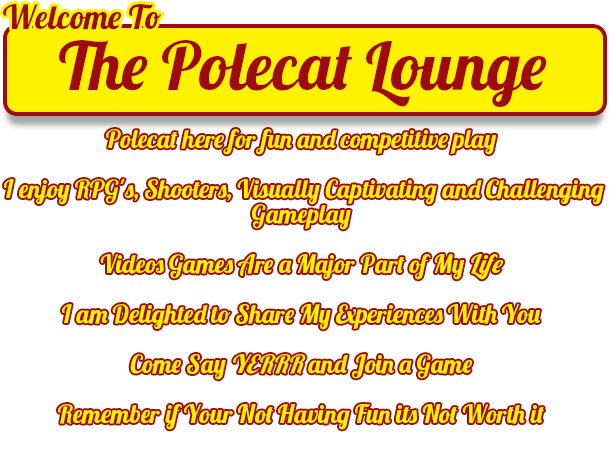 Welcome To
The Polecat Lounge
Polecat here for fun and competitive play
I enjoy RPG's, Shooters, Visually Captivating and Challenging
Gameplay
Videos Games Are a Major Part of My Life
I am Delighted to Share My Experiences With You
Come Say YERRR and Join a Game
Remember if Your Not Having Fun its Not Worth it